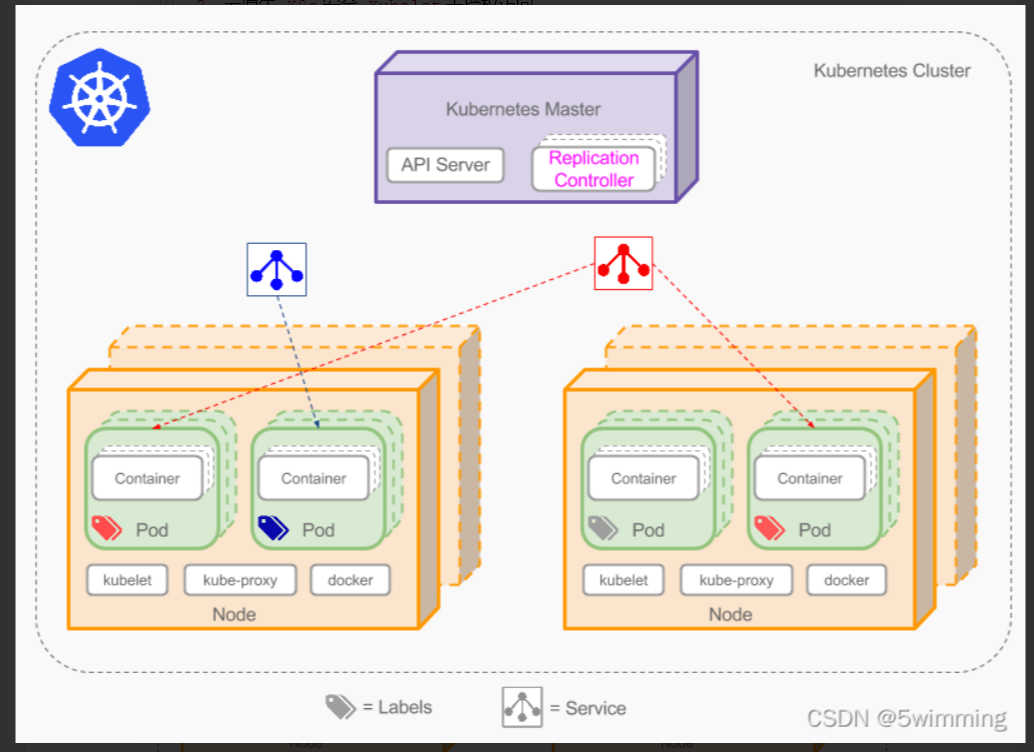 Kubernetes Cluster
Kubernetes Master
API Server
Replication
Controller
Container
Container
Pod
Pod
kubelet
kube-proxy
docker
Node
Container
Container
Pod
Pod
kubelet
kube-proxy
docker
Node
= Labels
= Service
CSDN @5wimming